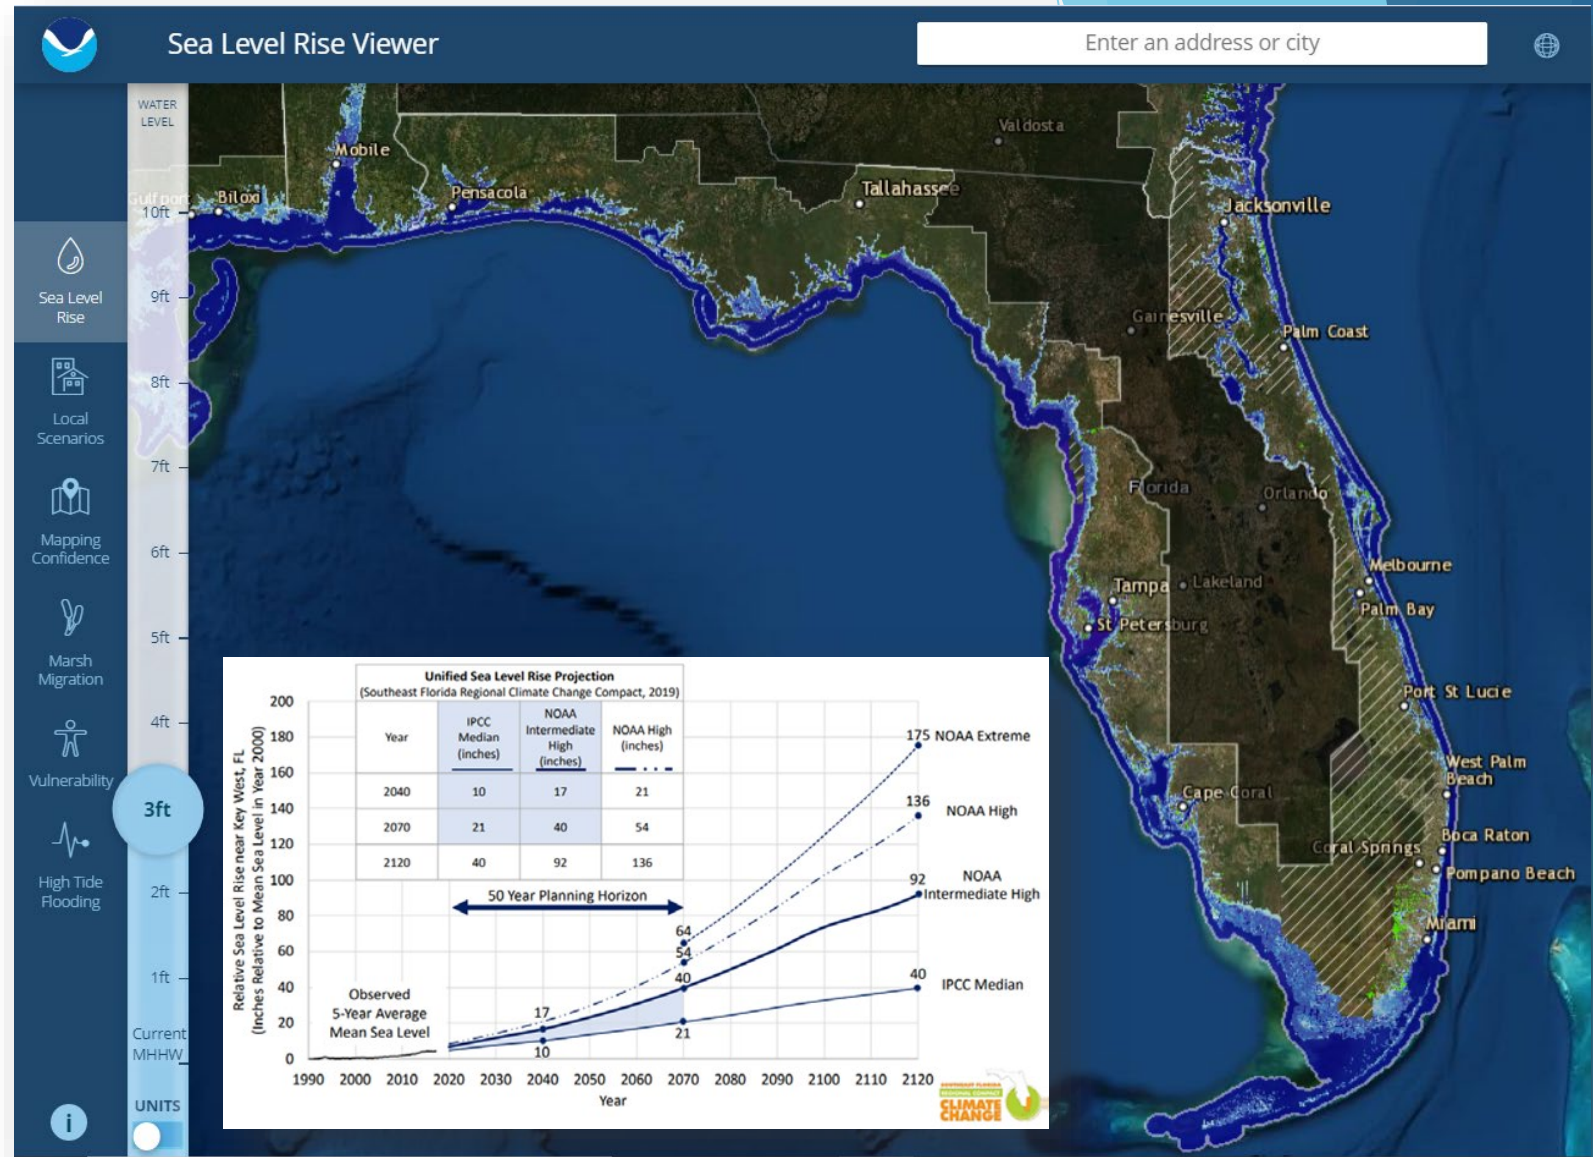 Sea Level Rise Viewer
Enter an address or city
WATER
LEVEL
10ft
9ft
8ft
7ft
6ft
5ft
4ft
3ft
2ft
1ft
Current
MHHW
UNITS
Sea Level
Rise
Local
Scenarios
Mapping
Confidence
Marsh
Migration
Vulnerability
High Tide
Flooding
i
Valdosta
Mobile
Gulfport
Biloxi
Pensacola
Tallahassee
Jacksonville
Gainesville
Palm Coast
Florida
Orlando
Melbourne
Tampa
Lakeland
Palm Bay
St Petersburg
Port St Lucie
West Palm
Beach
Cape Coral
Boca Raton
Coral Springs
Pompano Beach
Miami
Unified Sea Level Rise Projection
(Southeast Florida Regional Climate Change Compact, 2019)
Year
IPCC
Median
(inches)
NOAA
Intermediate
High
(inches)
NOAA High
(inches)
2040 10 17 21
2070 21 40 54
2120 40 92 136
50 Year Planning Horizon
Relative Sea Level Rise near Key West, FL
(Inches Relative to Mean Sea Level in Year 2000)
200
180
160
140
120
100
80
60
40
20
0
Observed
5-Year Average
Mean Sea Level
17
10
64
54
40
21
175 NOAA Extreme
136
NOAA High
92
NOAA
Intermediate High
40
IPCC Median
1990 2000 2010 2020 2030 2040 2050 2060 2070 2080 2090 2100 2110 2120
Year
SOUTHEAST FLORIDA
REGIONAL COMPACT
CLIMATE
CHANGE